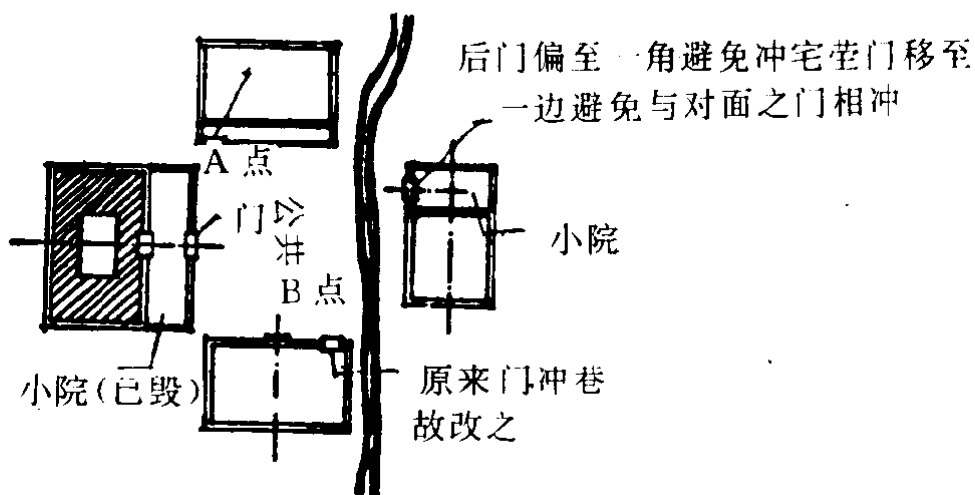 后门偏至一角避免冲宅茔门移至
一边避免与对面之门相冲
A点
门
公共
小院
B点
小院(已毁)
原来门冲巷
故改之